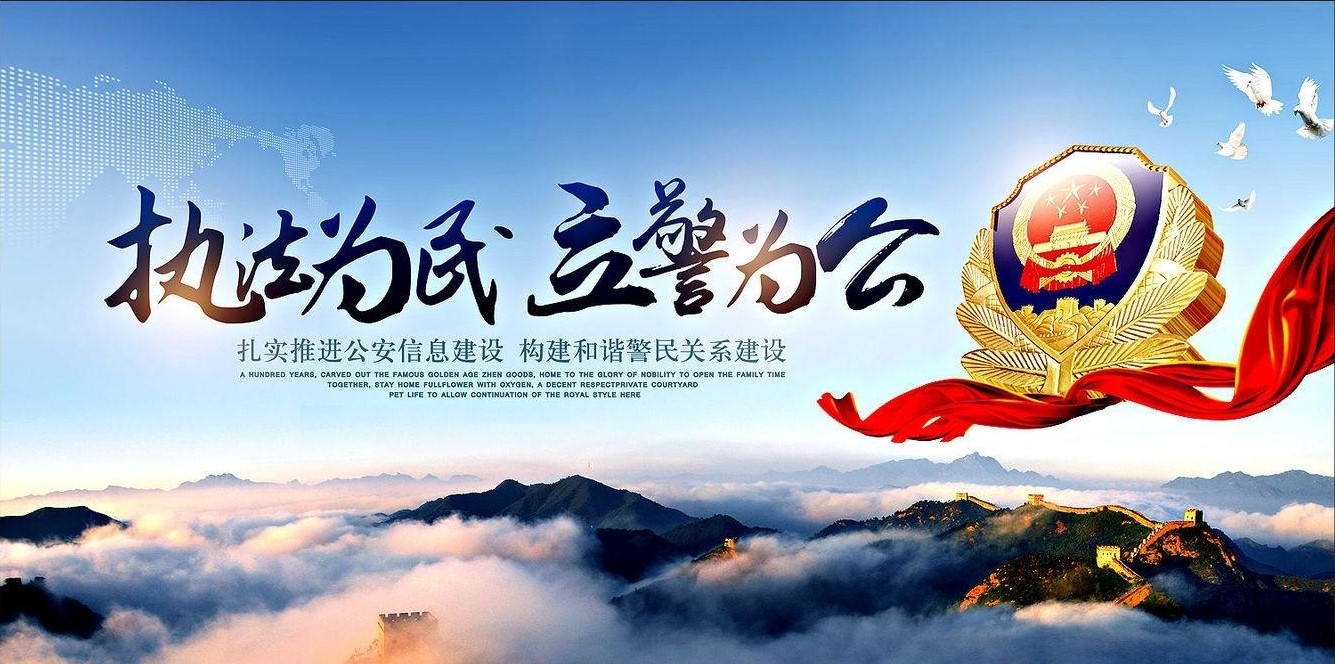 执法为民 立警为公
扎实推进公安信息建设 构建和谐警民关系建设
A HUNDRED YEARS, CARVED OUT THE FAMOUS GOLDEN AGE ZHEN GOODS, HOME TO THE GLORY OF NOBILITY TO OPEN THE FAMILY TIME
TOGETHER, STAY HOME FULLFLOWER WITH OXYGEN, A DECENT RESPECTPRIVATE COURTYARD
PET LIFE TO ALLOW CONTINUATION OF THE ROYAL STYLE HERE